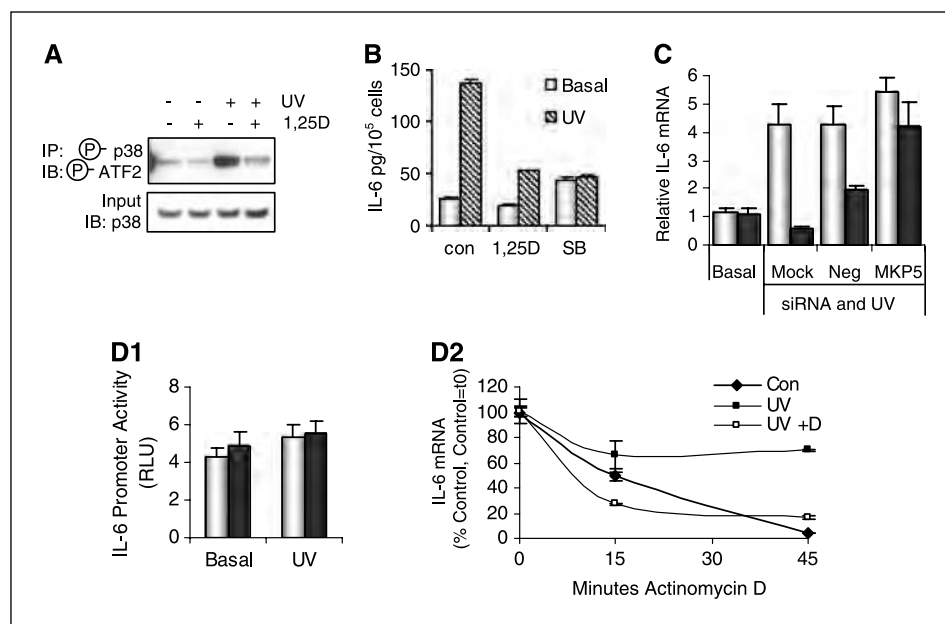 A
- - + + UV
- + - + 1,25D
IP: P - p38
IB: P - ATF2
Input
IB: p38
B
IL-6 pg/10⁵ cells
150
100
50
0
Basal
UV
con 1,25D SB
C
Relative IL-6 mRNA
6
5
4
3
2
1
0
Basal Mock Neg MKP5
siRNA and UV
D1
IL-6 Promoter Activity
(RLU)
8
6
4
2
0
Basal UV
D2
IL-6 mRNA
(% Control, Control=t0)
120
100
80
60
40
20
0
Con
UV
UV +D
0 15 30 45
Minutes Actinomycin D